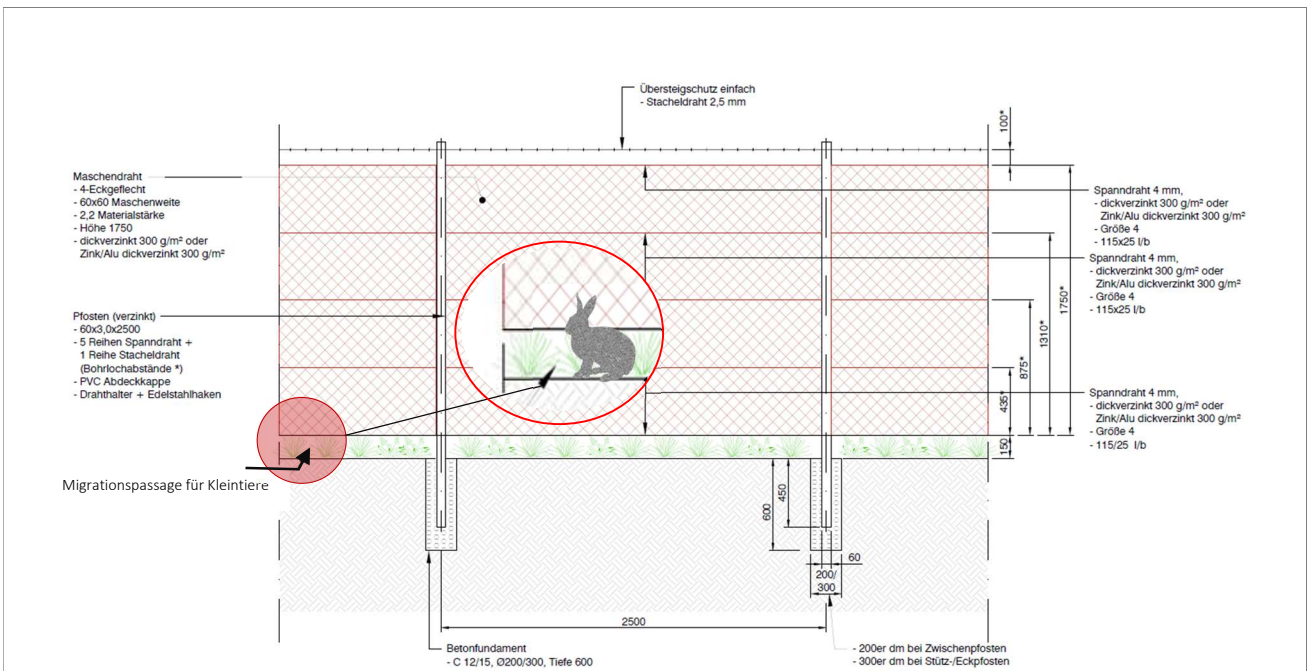 Übersteigschutz einfach
- Stacheldraht 2,5 mm
100*
Maschendraht
- 4-Eckgeflecht
- 60x60 Maschenweite
- 2,2 Materialstärke
- Höhe 1750
- dickverzinkt 300 g/m² oder
Zink/Alu dickverzinkt 300 g/m²
Spanndraht 4 mm,
- dickverzinkt 300 g/m² oder
Zink/Alu dickverzinkt 300 g/m²
- Größe 4
- 115x25 l/b
Spanndraht 4 mm,
- dickverzinkt 300 g/m² oder
Zink/Alu dickverzinkt 300 g/m²
- Größe 4
- 115x25 l/b
1750*
1310*
875*
435*
150
Pfosten (verzinkt)
- 60x3,0x2500
- 5 Reihen Spanndraht +
1 Reihe Stacheldraht
(Bohrlochabstände *)
- PVC Abdeckkappe
- Drahthalter + Edelstahlhaken
Spanndraht 4 mm,
- dickverzinkt 300 g/m² oder
Zink/Alu dickverzinkt 300 g/m²
- Größe 4
- 115/25 l/b
Migrationspassage für Kleintiere
450
600
60
200/
300
2500
Betonfundament
- C 12/15, Ø200/300, Tiefe 600
- 200er dm bei Zwischenpfosten
- 300er dm bei Stütz-/Eckpfosten